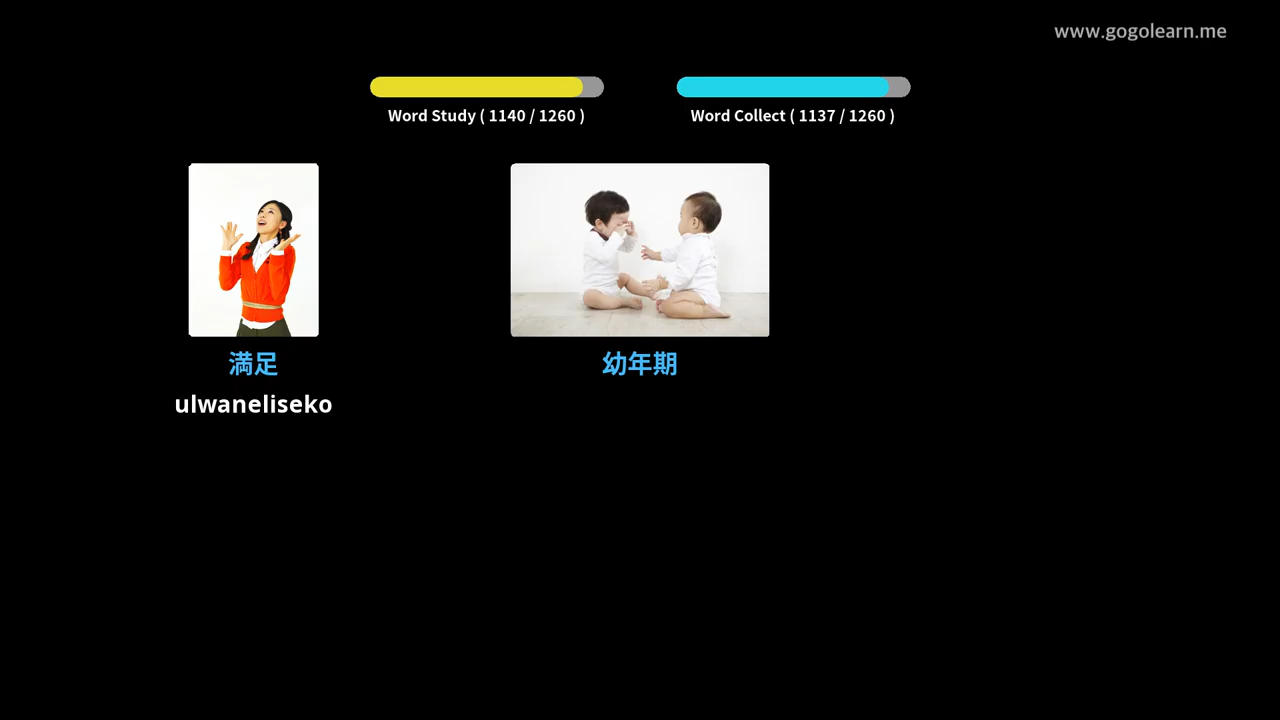 www.gogolearn.me
Word Study ( 1140 / 1260 )
Word Collect ( 1137 / 1260 )
満足
幼年期
ulwaneliseko